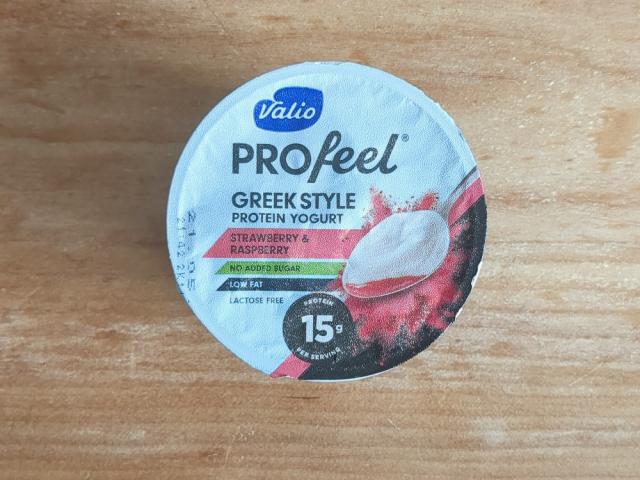 Valio
PROfeel®
GREEK STYLE
PROTEIN YOGURT
STRAWBERRY &
RASPBERRY
NO ADDED SUGAR
LOW FAT
LACTOSE FREE
PROTEIN
15g
PER SERVING